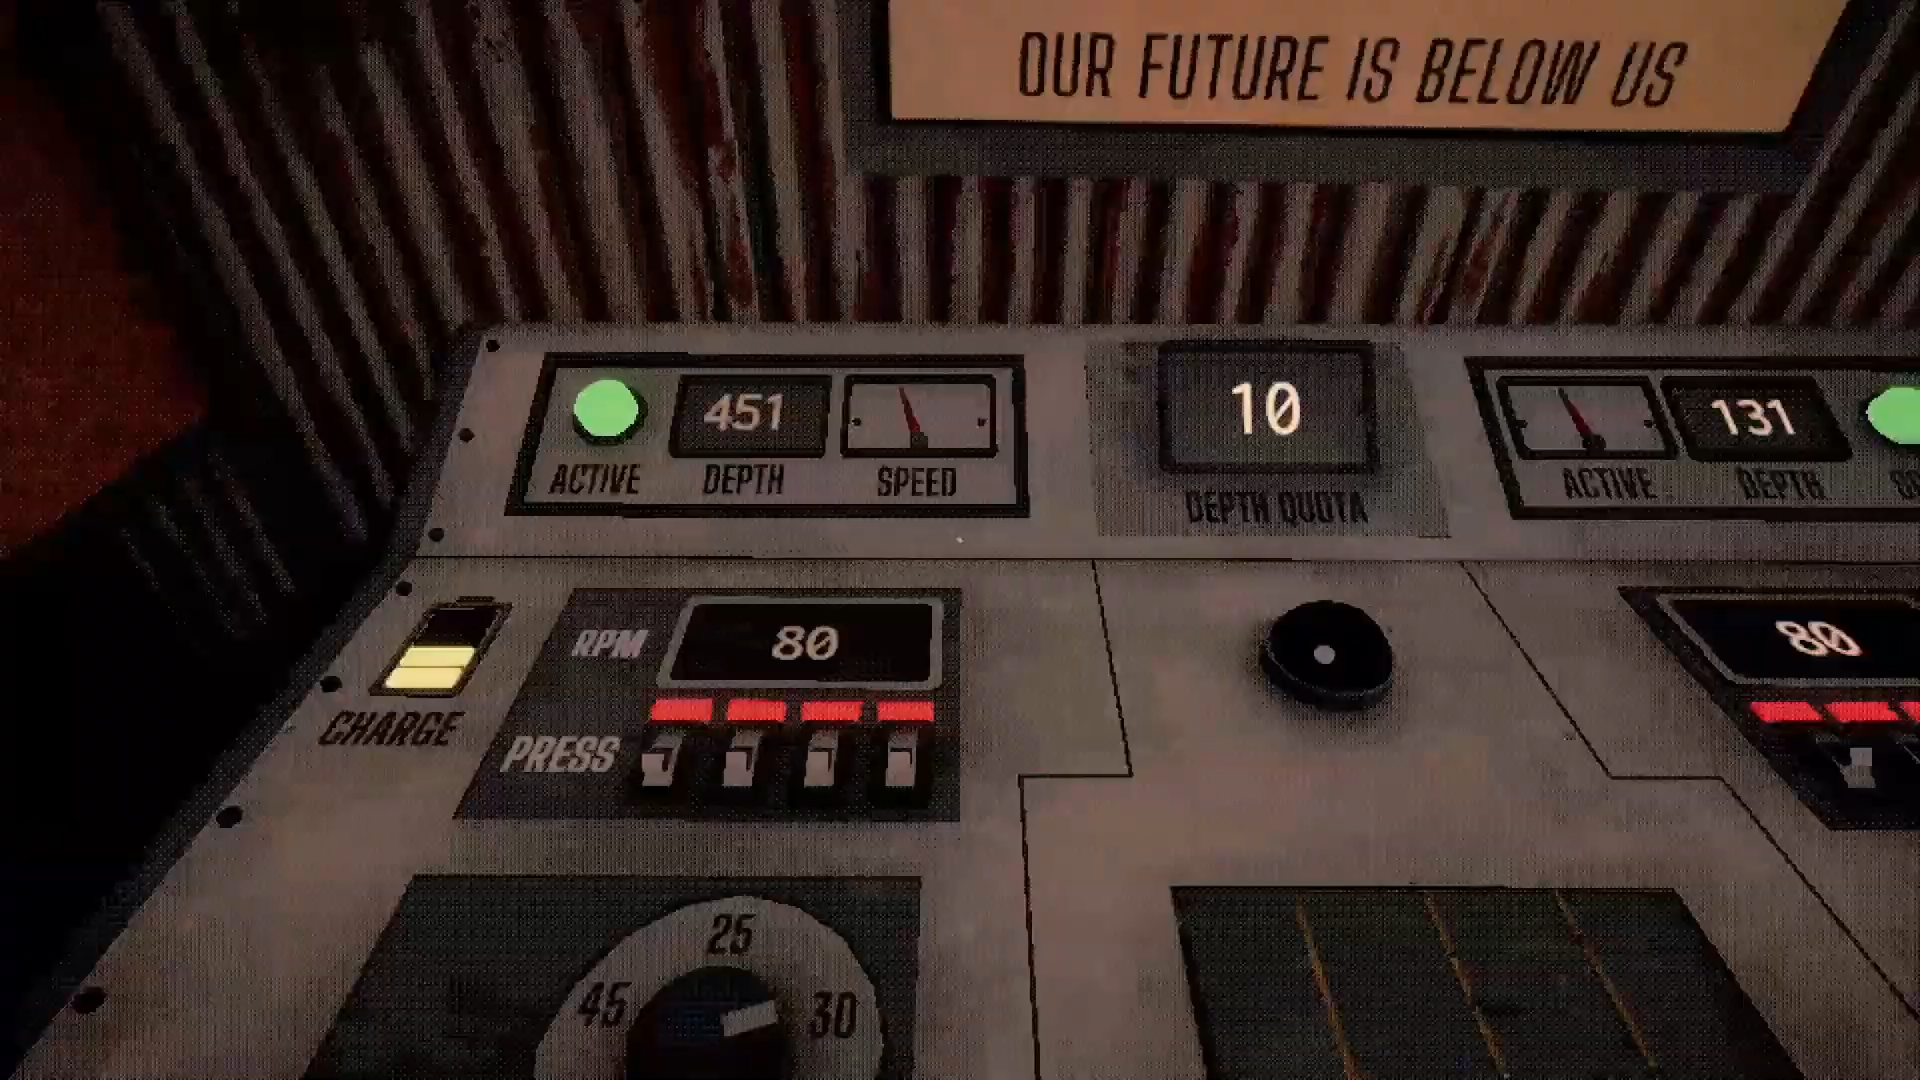 OUR FUTURE IS BELOW US
451
10
131
ACTIVE DEPTH SPEED
DEPTH QUOTA
ACTIVE DEPTH
RPM 80
80
CHARGE
PRESS
25
45 30